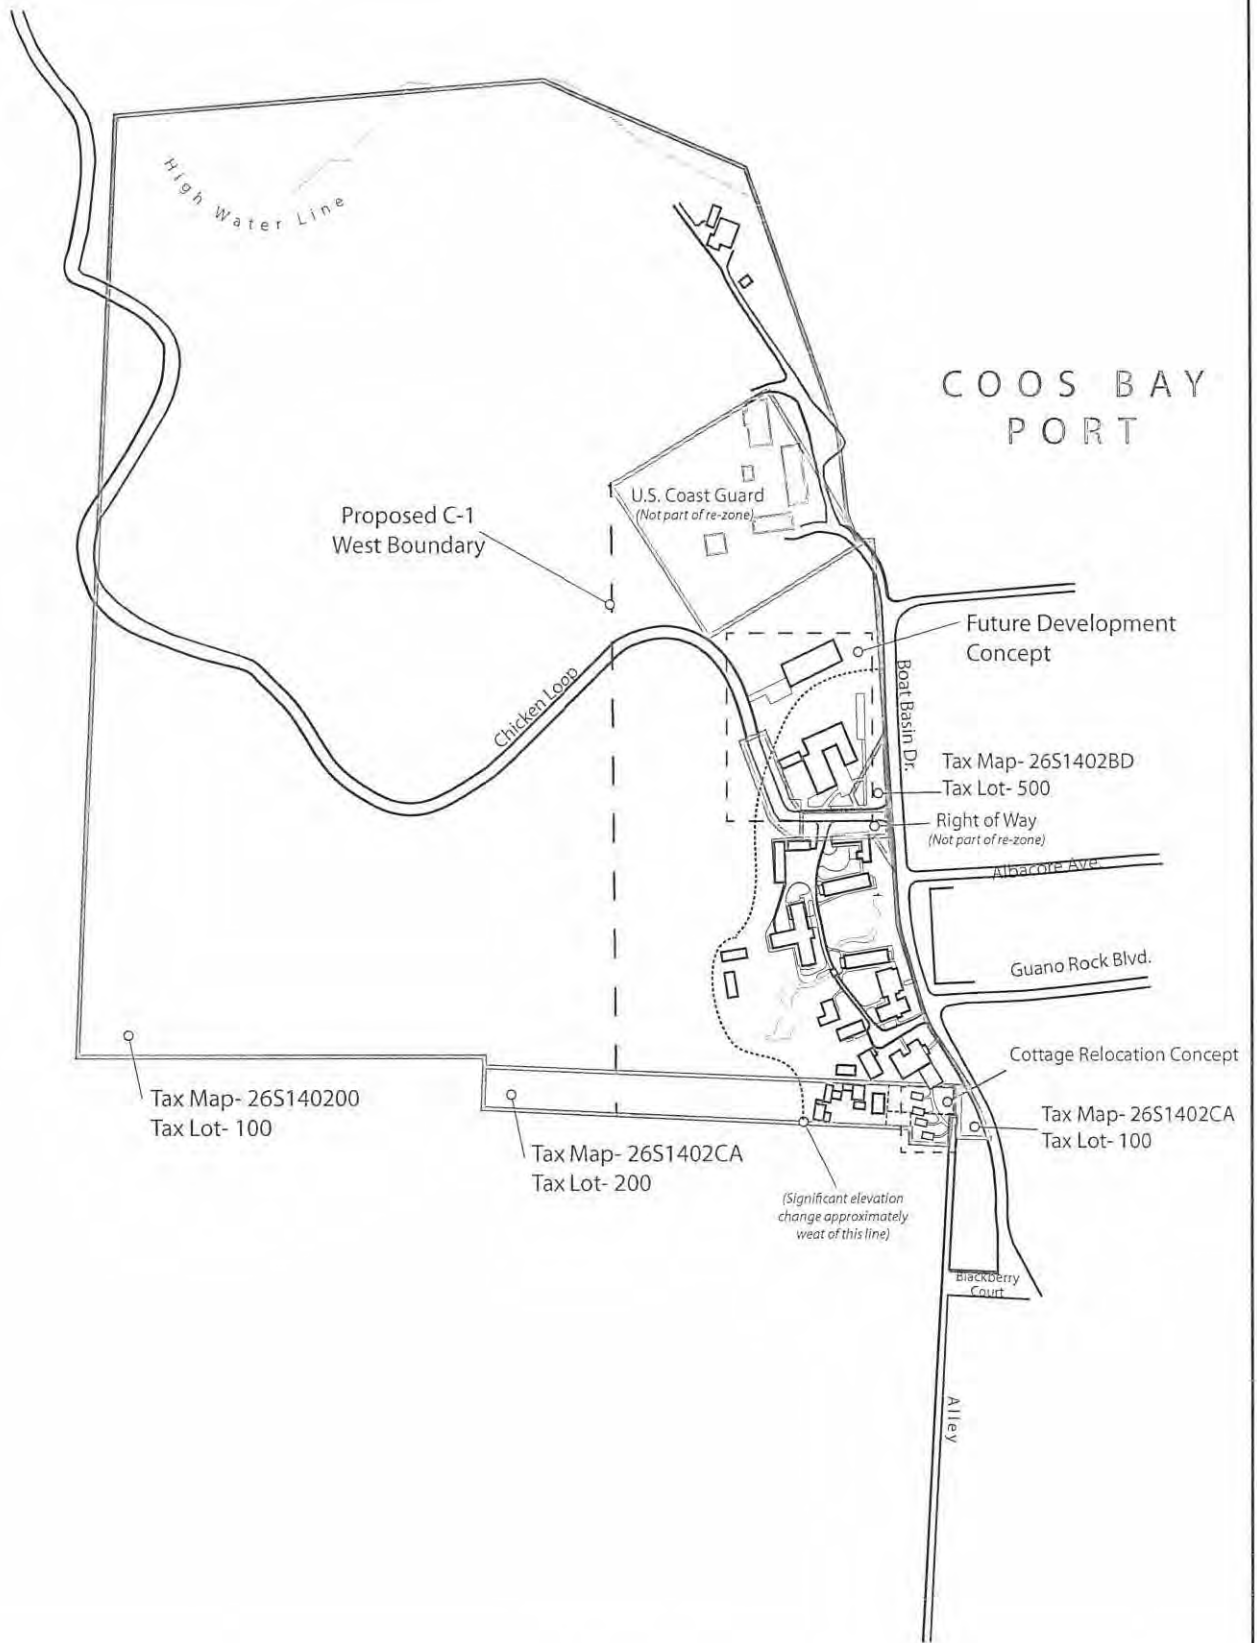 High Water Line
COOS BAY
PORT
U.S. Coast Guard
(Not part of re-zone)
Proposed C-1
West Boundary
Future Development
Concept
Chicken Loop
Boat Basin Dr.
Tax Map- 26S1402BD
Tax Lot- 500
Right of Way
(Not part of re-zone)
Albacore Ave.
Guano Rock Blvd.
Cottage Relocation Concept
Tax Map- 26S140200
Tax Lot- 100
Tax Map- 26S1402CA
Tax Lot- 100
Tax Map- 26S1402CA
Tax Lot- 200
(Significant elevation
change approximately
weat of this line)
Blackberry
Court
Alley